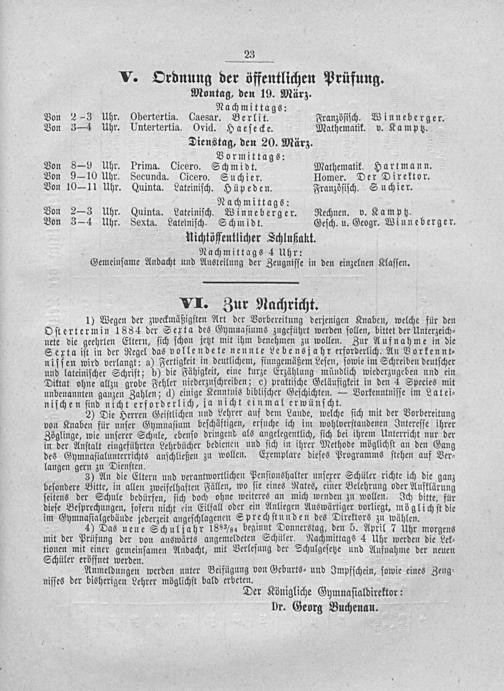 23
V. Ordnung der öffentlichen Prüfung.
Montag, den 19. März.
Nachmittags:
Von 2–3 Uhr. Obertertia. Caesar. Berlit. Französisch. Winneberger.
Von 3–4 Uhr. Untertertia. Ovid. Haesecke. Mathematik. v. Kamptz.
Dienstag, den 20. März.
Vormittags:
Von 8–9 Uhr. Prima. Cicero. Schmidt. Mathematik. Hartmann.
Von 9–10 Uhr. Secunda. Cicero. Suchier. Homer. Der Direktor.
Von 10–11 Uhr. Quinta. Lateinisch. Hüpeden. Französisch. Suchier.
Nachmittags:
Von 2–3 Uhr. Quinta. Lateinisch. Winneberger. Rechnen. v. Kamptz.
Von 3–4 Uhr. Sexta. Lateinisch. Schmidt. Gesch. u. Geogr. Winneberger.
Nichtöffentlicher Schlußakt.
Nachmittags 4 Uhr:
Gemeinsame Andacht und Austeilung der Zeugnisse in den einzelnen Klassen.
VI. Zur Nachricht.
1) Wegen der zweckmäßigsten Art der Vorbereitung derjenigen Knaben, welche für den
Ostertermin 1884 der Sexta des Gymnasiums zugeführt werden sollen, bittet der Unterzeich-
nete die geehrten Eltern, sich schon jetzt mit ihm benehmen zu wollen. Zur Aufnahme in die
Sexta ist in der Regel das vollendete neunte Lebensjahr erforderlich. An Vorkennt-
nissen wird verlangt: a) Fertigkeit in deutlichem, sinngemäßem Lesen, sowie im Schreiben deutscher
und lateinischer Schrift; b) die Fähigkeit, eine kurze Erzählung mündlich wiederzugeben und ein
Diktat ohne allzu grobe Fehler niederzuschreiben; c) praktische Geläufigkeit in den 4 Species mit
unbenannten ganzen Zahlen; d) einige Kenntnis biblischer Geschichten. — Vorkenntnisse im Latei-
nischen sind nicht erforderlich, ja nicht einmal erwünscht.
2) Die Herren Geistlichen und Lehrer auf dem Lande, welche sich mit der Vorbereitung
von Knaben für unser Gymnasium beschäftigen, ersuche ich im wohlverstandenen Interesse ihrer
Zöglinge, wie unserer Schule, ebenso dringend als angelegentlich, sich bei ihrem Unterricht nur der
in der Anstalt eingeführten Lehrbücher bedienen und sich in ihrer Methode möglichst an den Gang
des Gymnasialunterrichts anschließen zu wollen. Exemplare dieses Programms stehen auf Ver-
langen gern zu Diensten.
3) An die Eltern und verantwortlichen Pensionshalter unserer Schüler richte ich die ganz
besondere Bitte, in allen zweifelhaften Fällen, wo sie eines Rates, einer Belehrung oder Aufklärung
seitens der Schule bedürfen, sich doch ohne weiteres an mich wenden zu wollen. Ich bitte, für
diese Besprechungen, sofern nicht ein Eilfall oder ein Anliegen Auswärtiger vorliegt, möglichst die
im Gymnasialgebäude jederzeit angeschlagenen Sprechstunden des Direktors zu wählen.
4) Das neue Schuljahr 18⁸³/₈₄ beginnt Donnerstag, den 5. April 7 Uhr morgens
mit der Prüfung der von auswärts angemeldeten Schüler. Nachmittags 4 Uhr werden die Lek-
tionen mit einer gemeinsamen Andacht, mit Verlesung der Schulgesetze und Aufnahme der neuen
Schüler eröffnet werden.
Anmeldungen werden unter Beifügung von Geburts- und Impfschein, sowie eines Zeug-
nisses der bisherigen Lehrer möglichst bald erbeten.
Der Königliche Gymnasialdirektor:
Dr. Georg Buchenau.